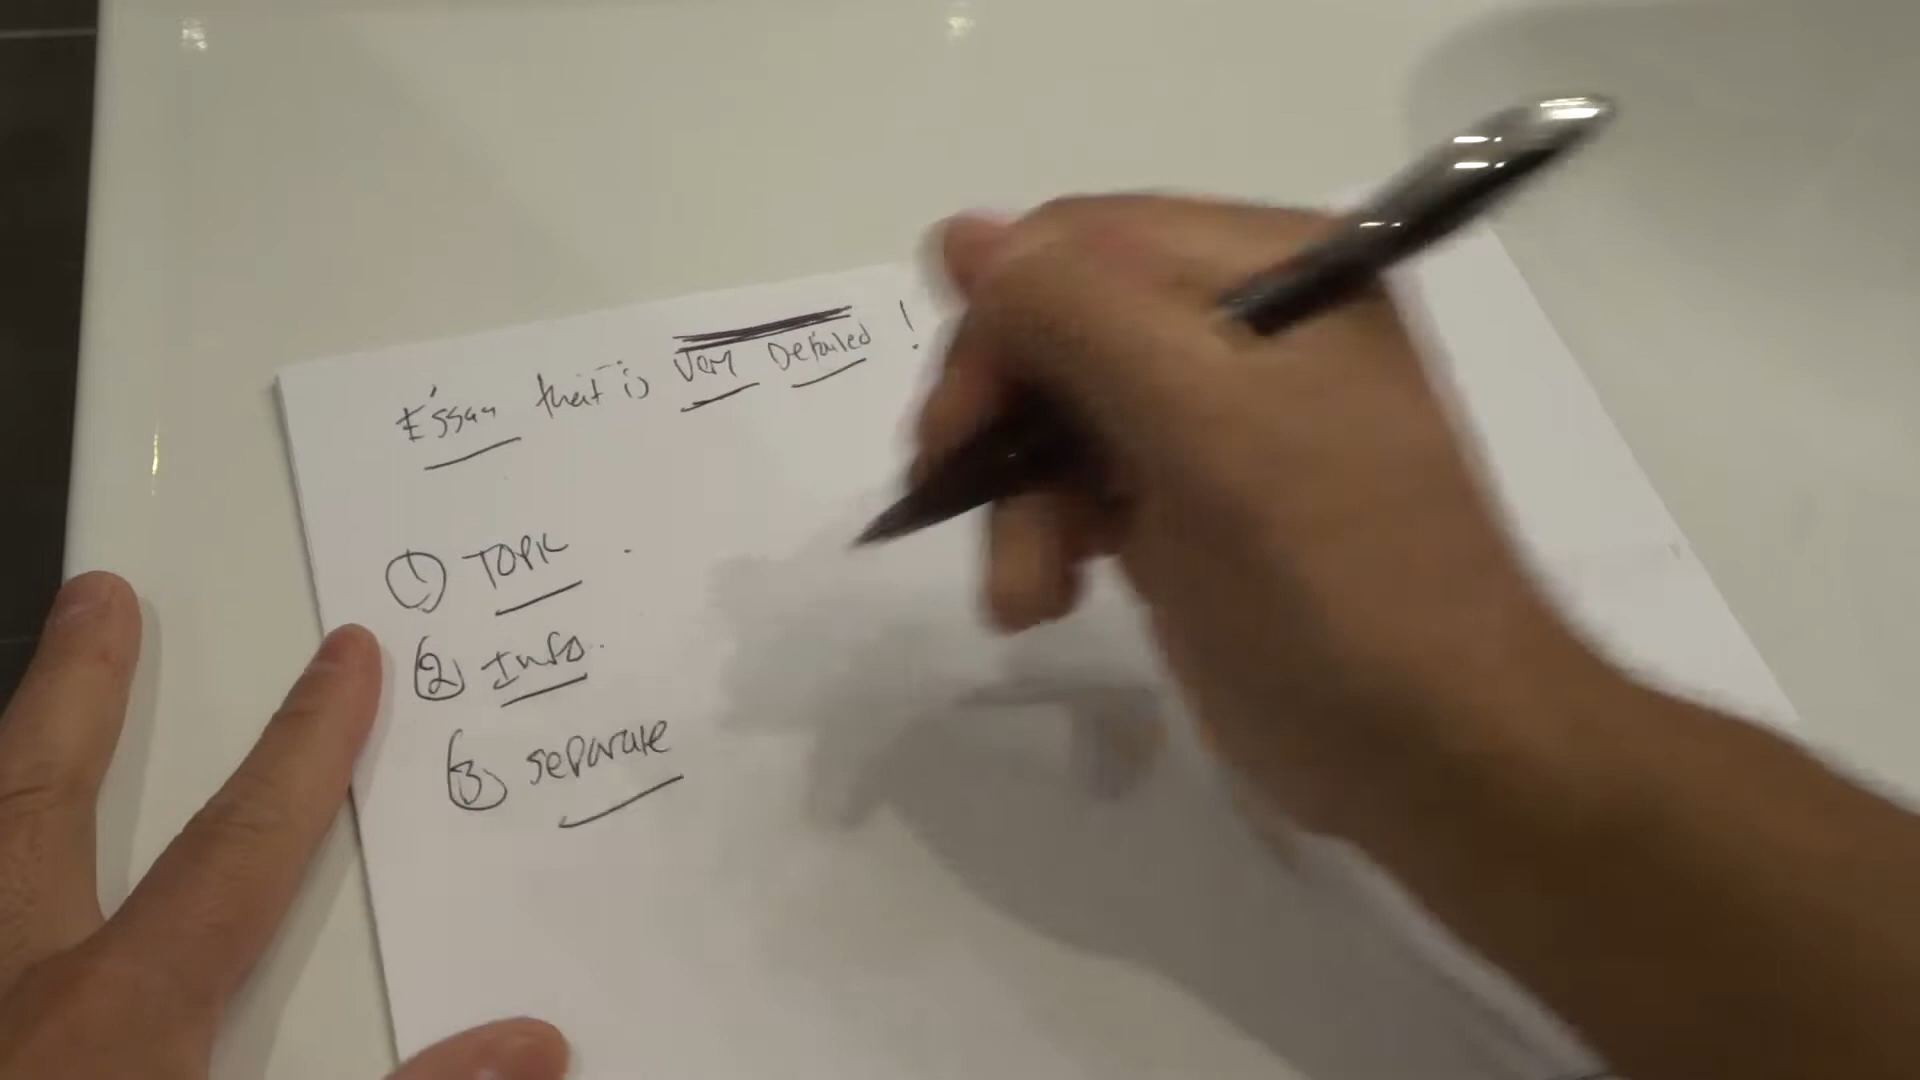 Essay that is Very Detailed !
① TOPIC .
② Info.
③ separate